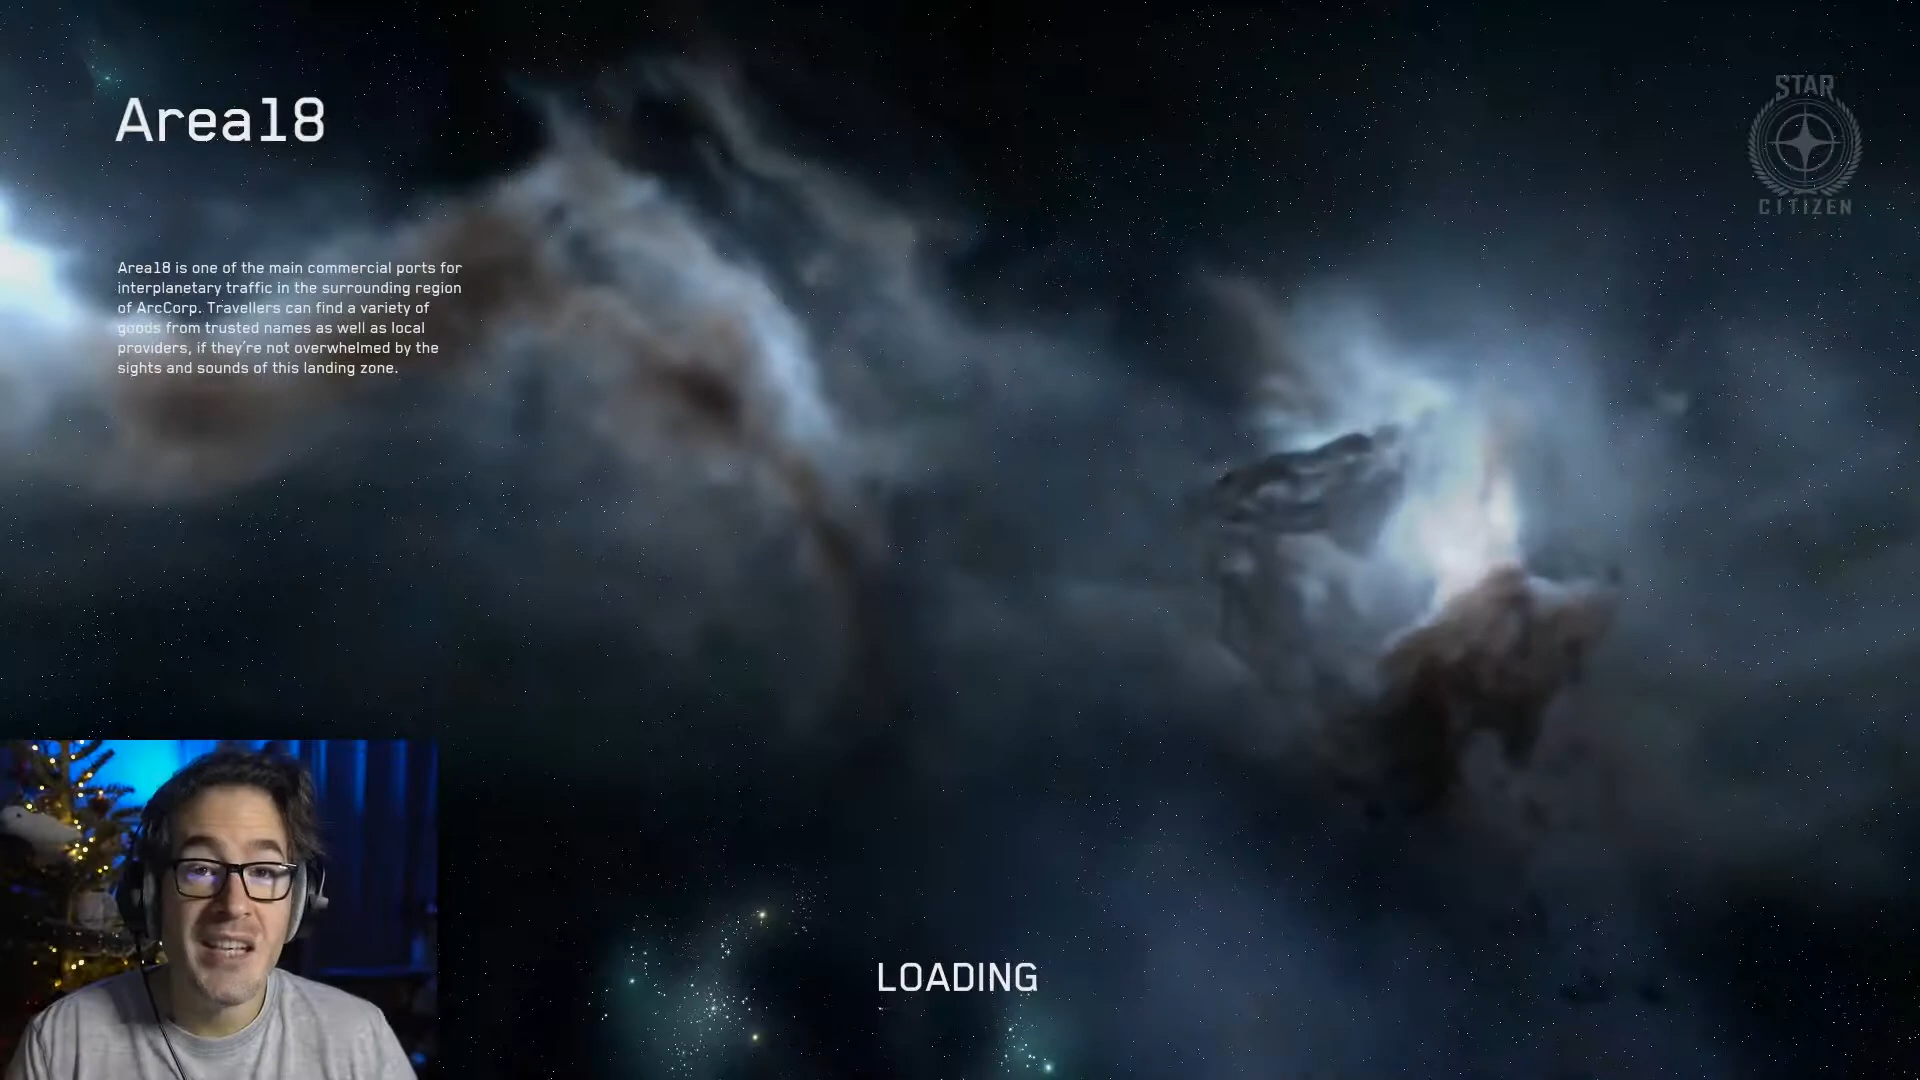 Area18
STAR
CITIZEN
Area18 is one of the main commercial ports for
interplanetary traffic in the surrounding region
of ArcCorp. Travellers can find a variety of
goods from trusted names as well as local
providers, if they're not overwhelmed by the
sights and sounds of this landing zone.
LOADING